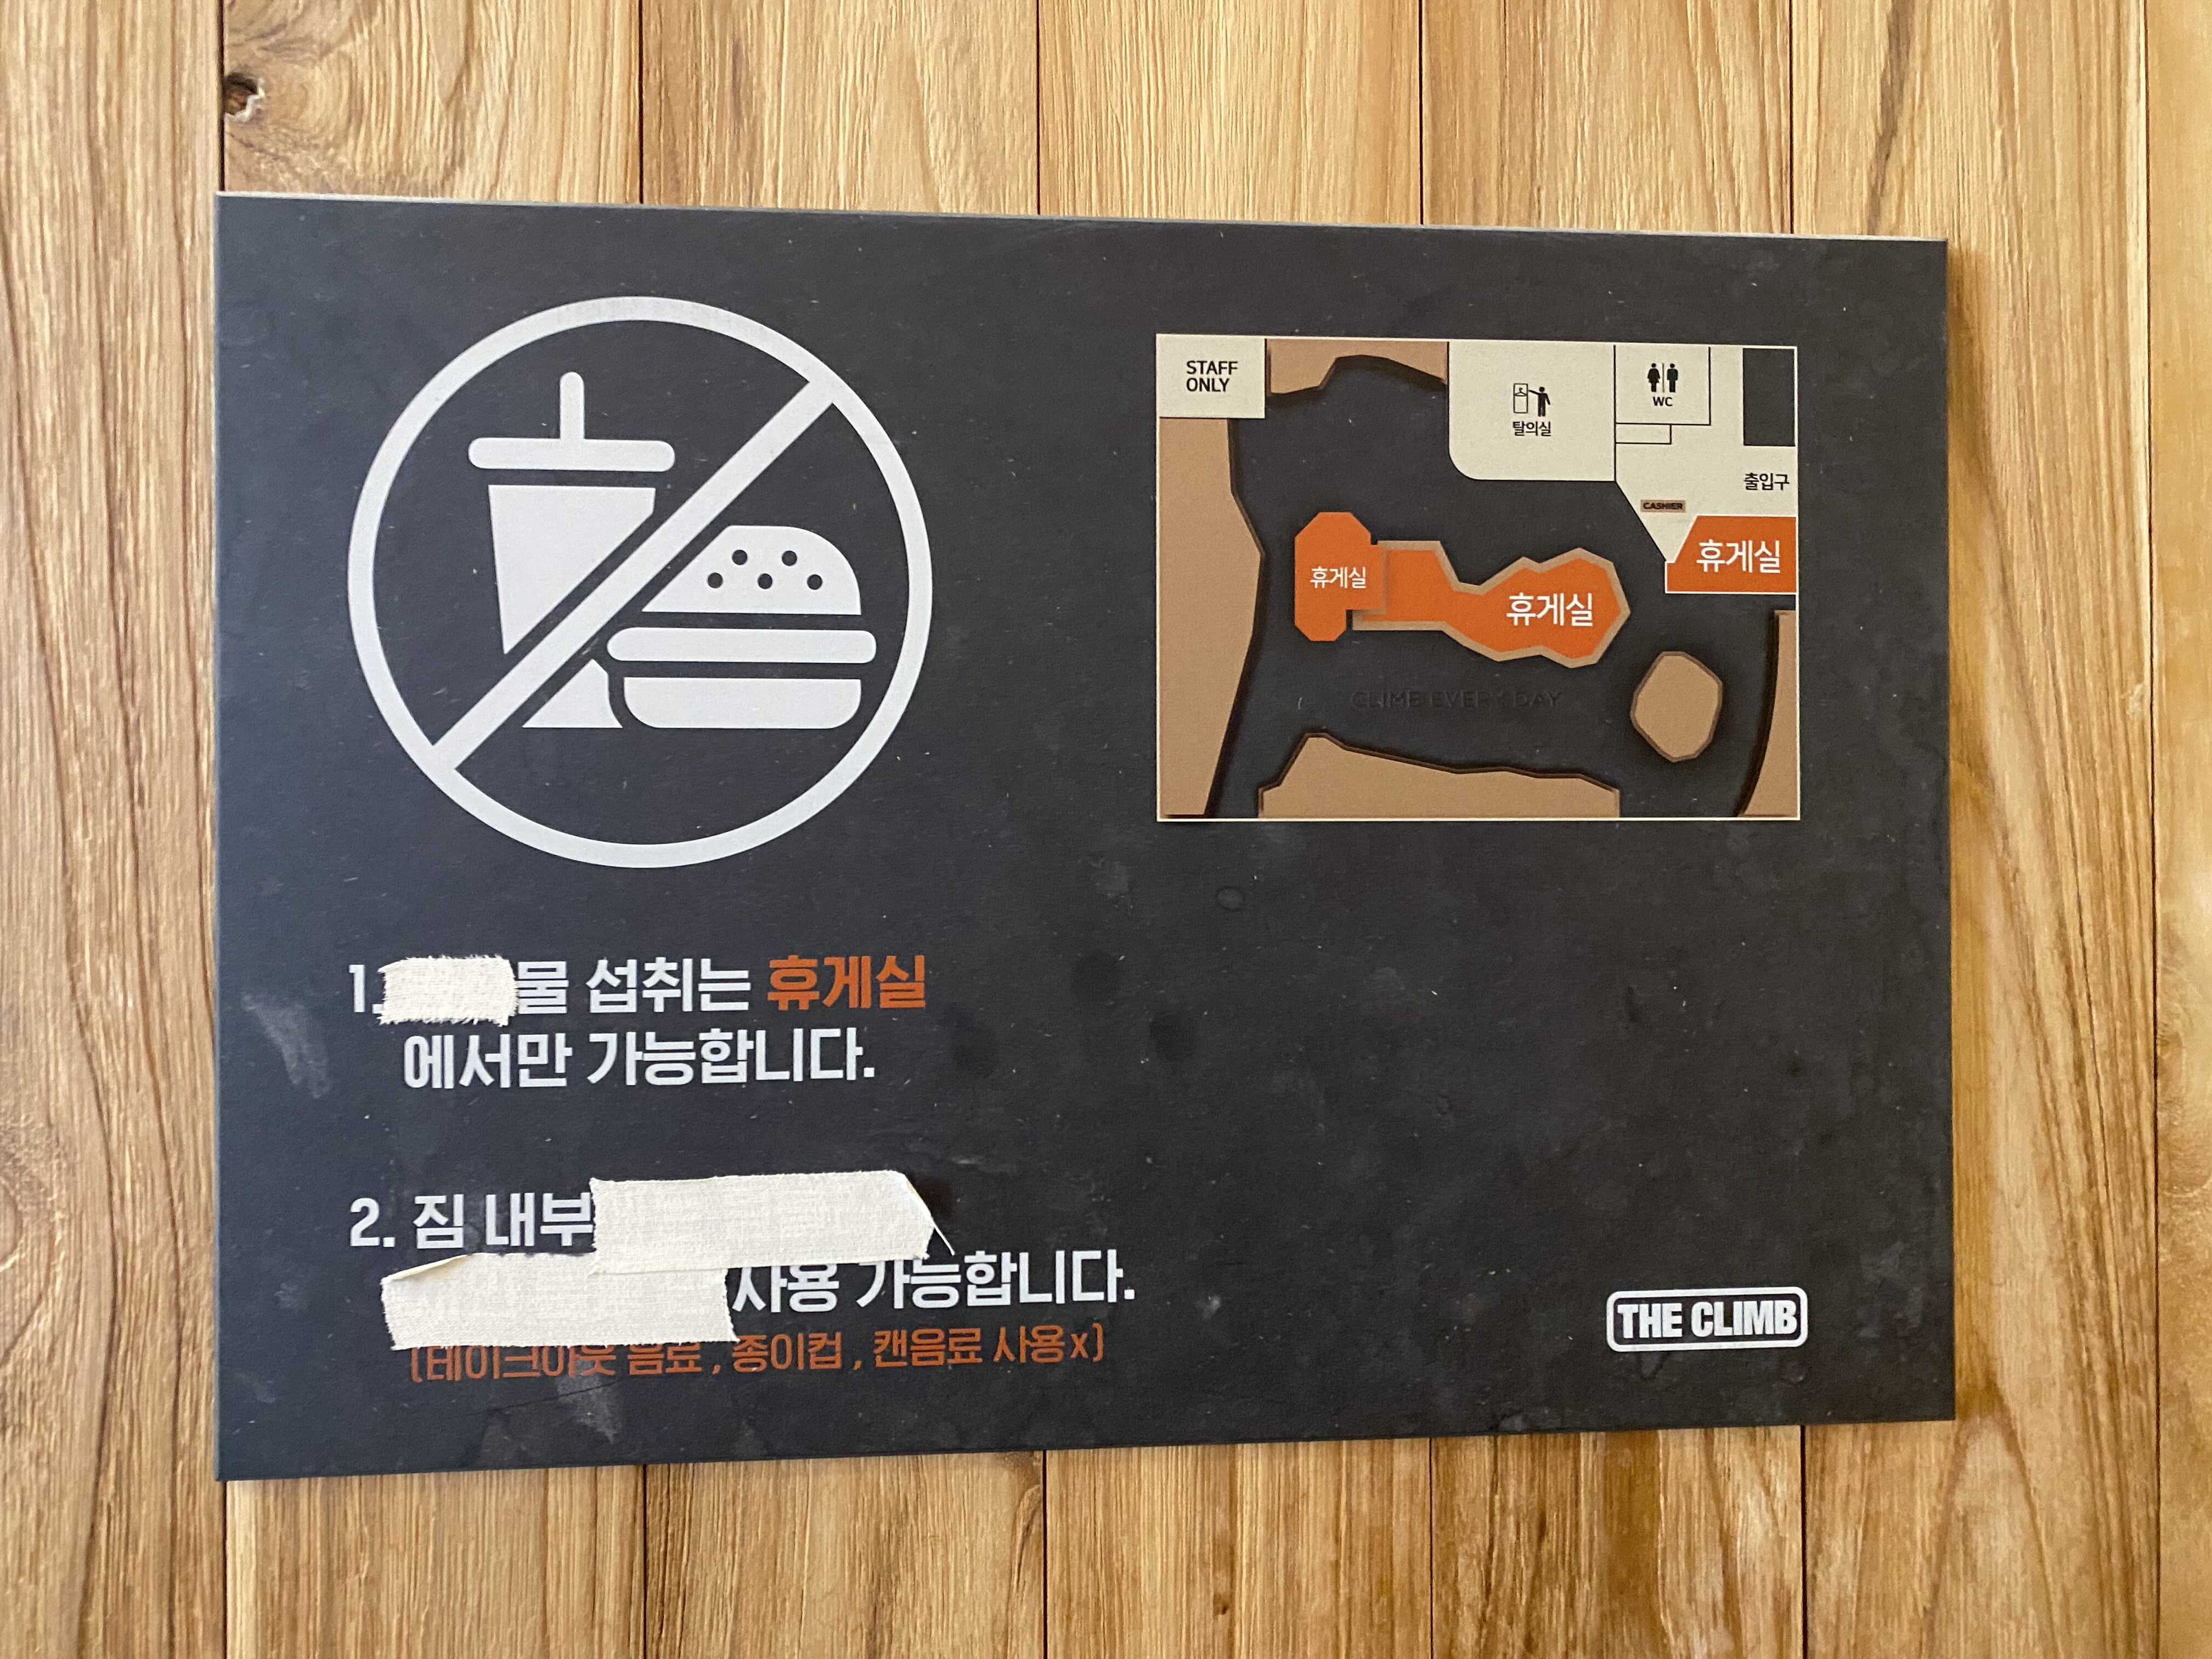 STAFF
ONLY
탈의실
WC
출입구
CASHIER
휴게실
휴게실
휴게실
CLIMB EVERY DAY
1. 물 섭취는 휴게실
에서만 가능합니다.
2. 짐 내부
사용 가능합니다.
(테이크아웃 음료, 종이컵, 캔음료 사용x)
THE CLIMB